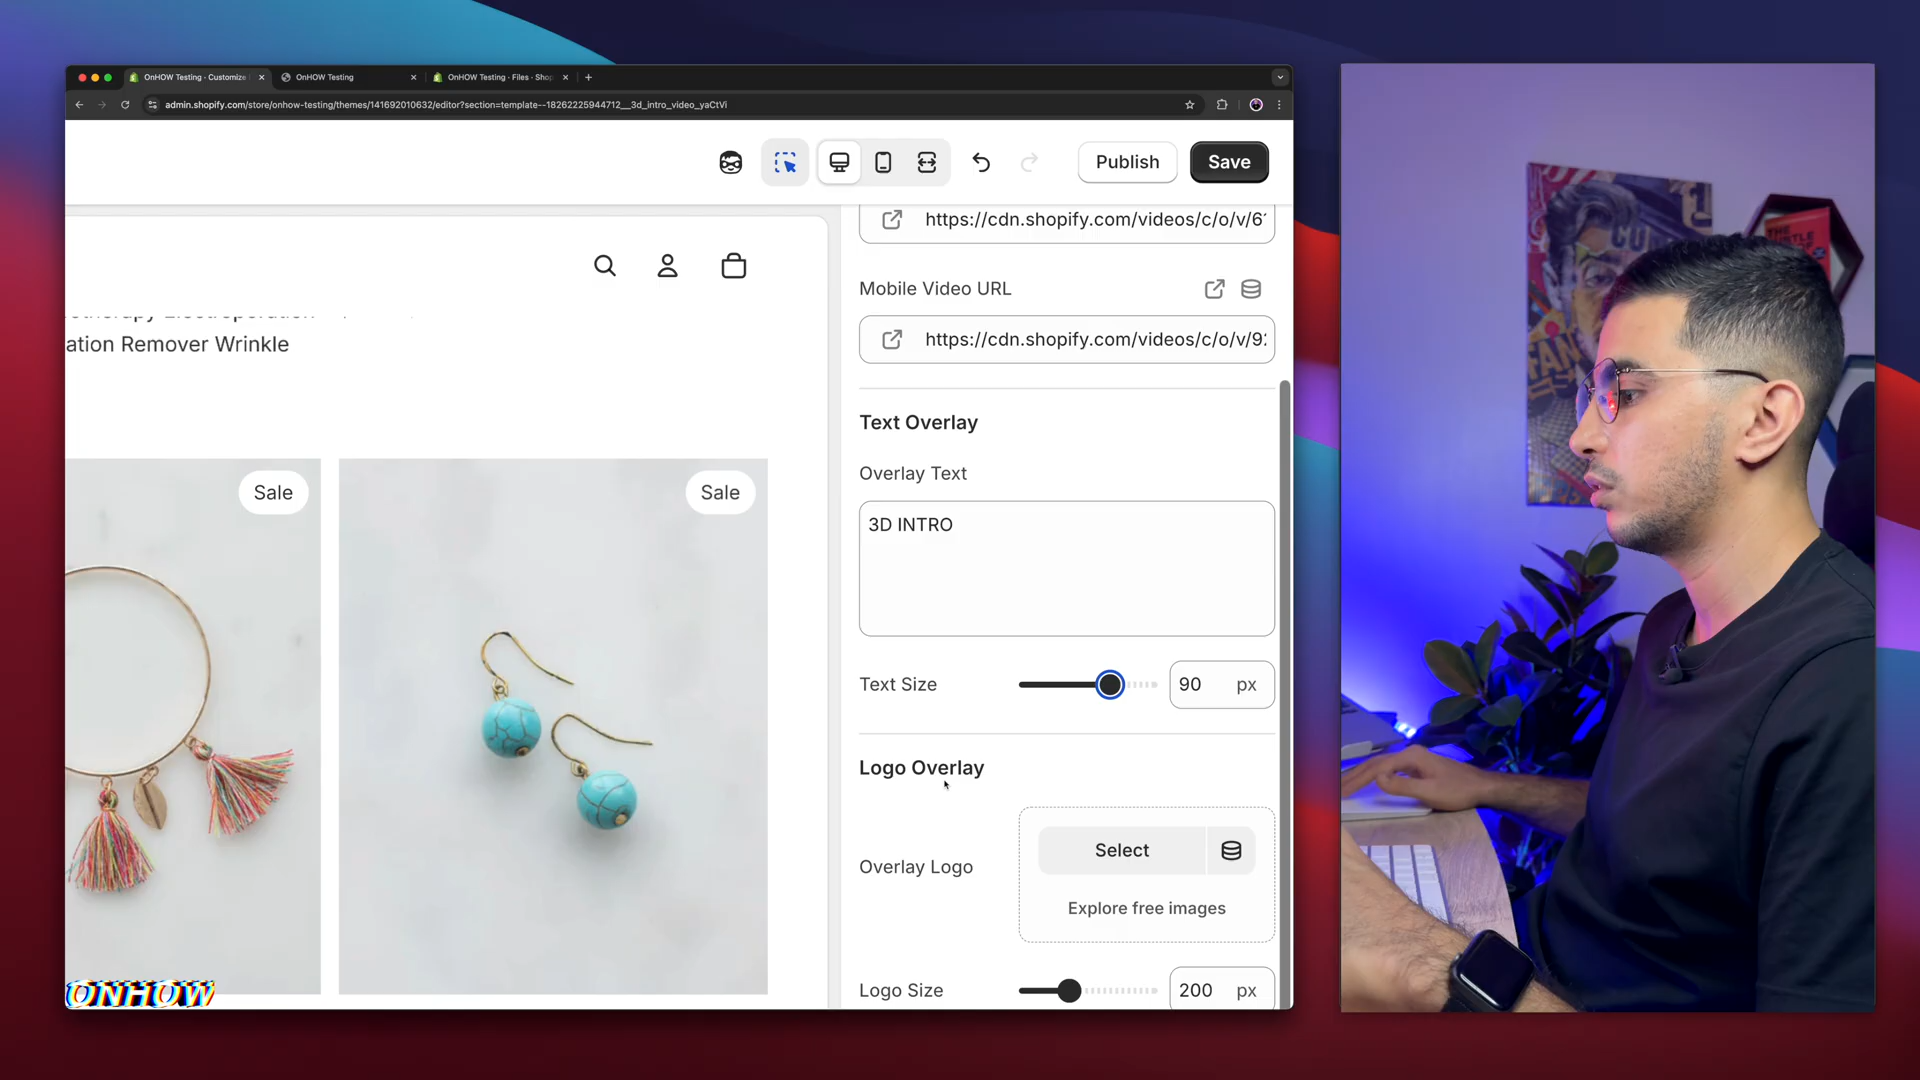 OnHOW Testing · Customize
OnHOW Testing
OnHOW Testing · Files · Shop
admin.shopify.com/store/onhow-testing/themes/141692010632/editor?section=template--18262225944712__3d_intro_video_yaCtVi
Publish
Save
ation Remover Wrinkle
Sale
Sale
https://cdn.shopify.com/videos/c/o/v/6
Mobile Video URL
https://cdn.shopify.com/videos/c/o/v/9
Text Overlay
Overlay Text
3D INTRO
Text Size
90 px
Logo Overlay
Overlay Logo
Select
Explore free images
Logo Size
200 px
ONHOW
FAN
THE